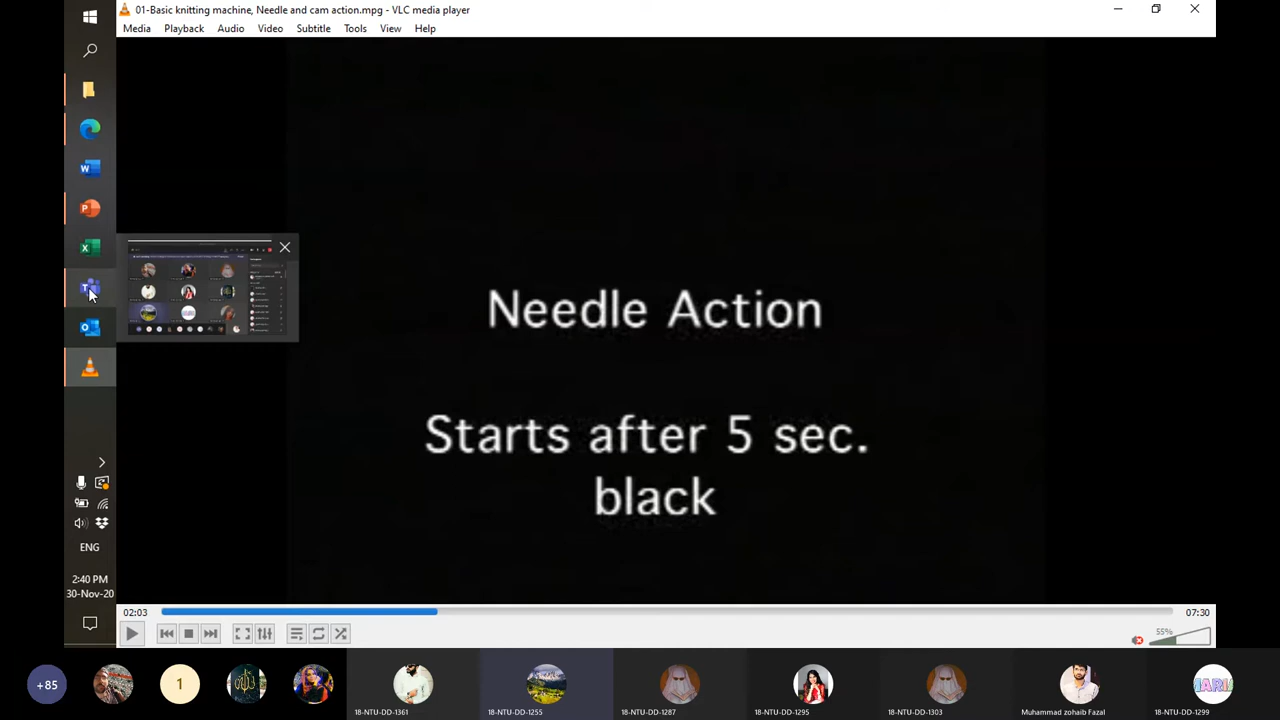 01-Basic knitting machine, Needle and cam action.mpg - VLC media player
Media Playback Audio Video Subtitle Tools View Help
Needle Action
Starts after 5 sec.
black
ENG
2:40 PM
30-Nov-20
02:03
07:30
55%
+85
1
18-NTU-DD-1361
18-NTU-DD-1255
18-NTU-DD-1287
18-NTU-DD-1295
18-NTU-DD-1303
Muhammad zohaib Fazal
18-NTU-DD-1299